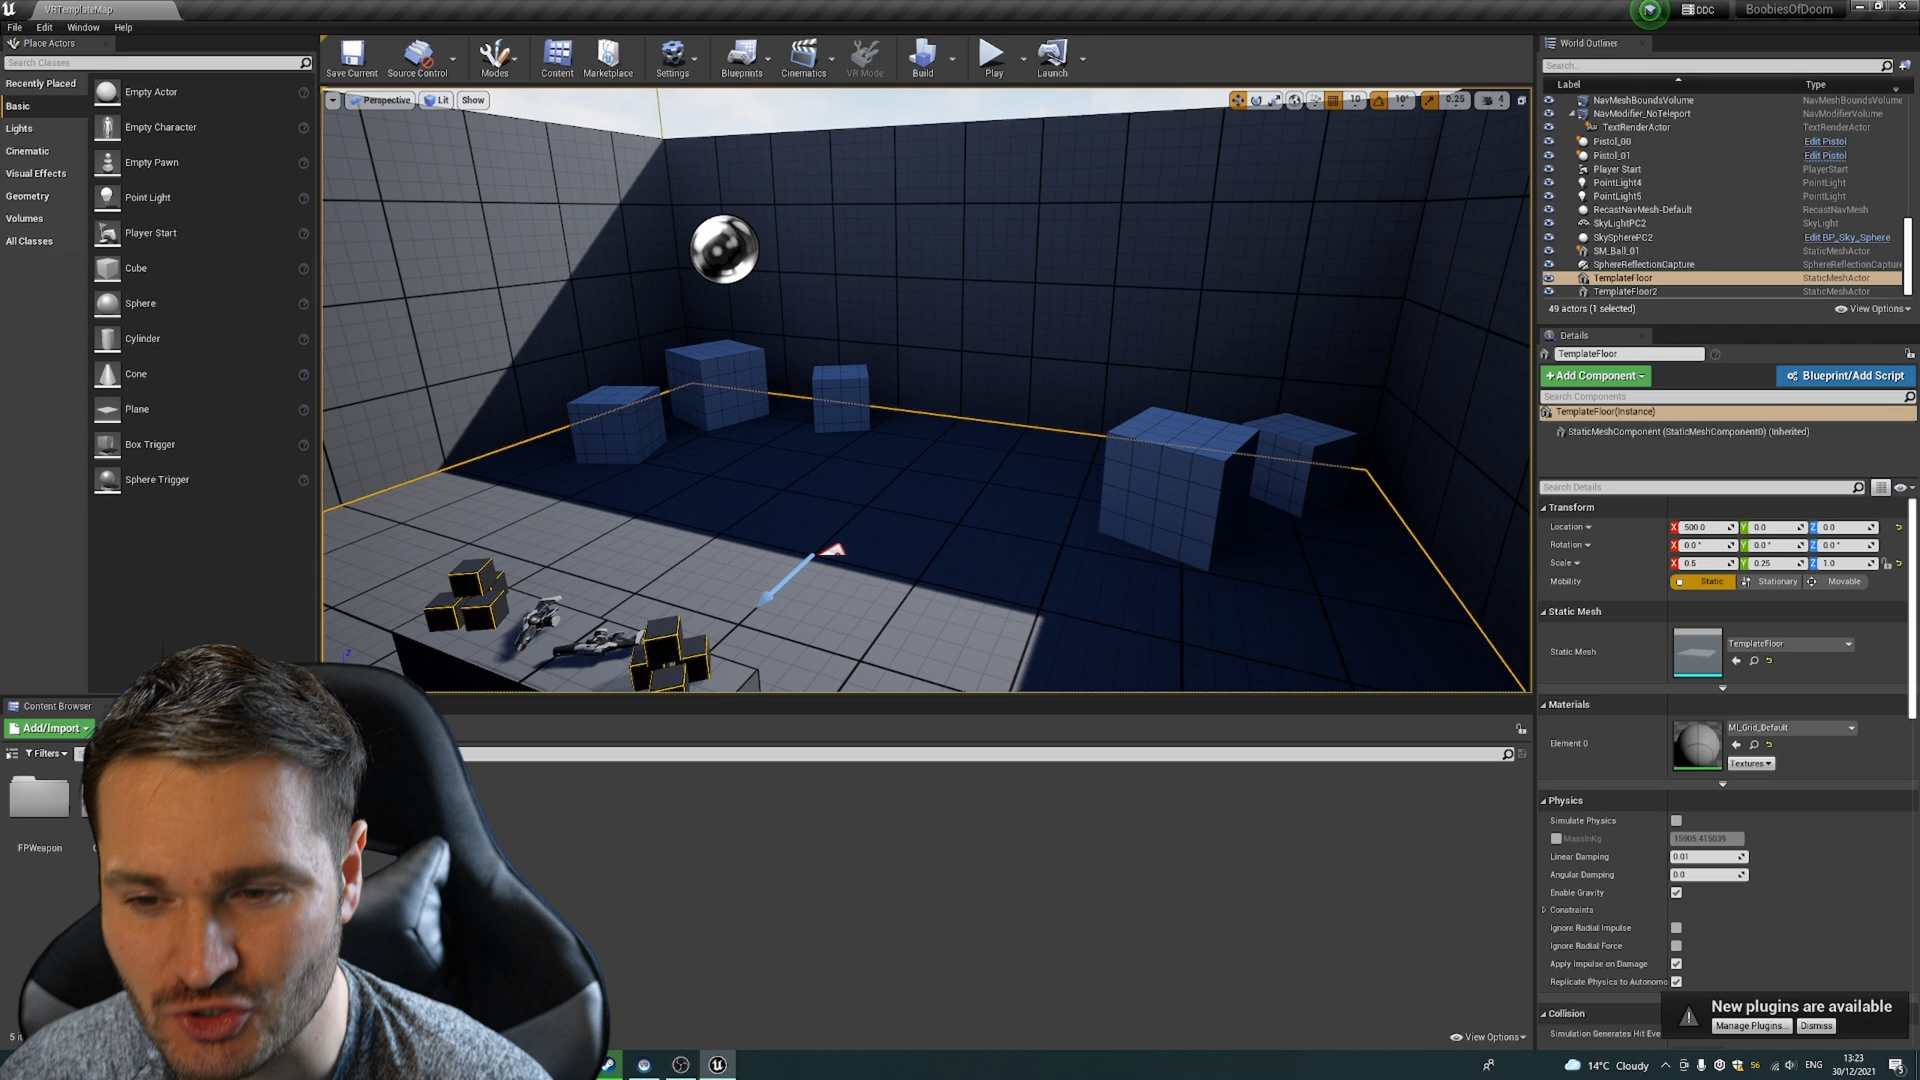 VRTemplateMap
DDC
BoobiesOfDoom
File Edit Window Help
Place Actors
Search Classes
Recently Placed
Basic
Lights
Cinematic
Visual Effects
Geometry
Volumes
All Classes
Empty Actor
Empty Character
Empty Pawn
Point Light
Player Start
Cube
Sphere
Cylinder
Cone
Plane
Box Trigger
Sphere Trigger
Save Current
Source Control
Modes
Content
Marketplace
Settings
Blueprints
Cinematics
VR Mode
Build
Play
Launch
Perspective Lit Show
10 10° 0.25 4
Z
World Outliner
Search...
Label Type
NavMeshBoundsVolume NavMeshBoundsVolume
NavModifier_NoTeleport NavModifierVolume
TextRenderActor TextRenderActor
Pistol_00 Edit Pistol
Pistol_01 Edit Pistol
Player Start PlayerStart
PointLight4 PointLight
PointLight5 PointLight
RecastNavMesh-Default RecastNavMesh
SkyLightPC2 SkyLight
SkySpherePC2 Edit BP_Sky_Sphere
SM_Ball_01 StaticMeshActor
SphereReflectionCapture SphereReflectionCapture
TemplateFloor StaticMeshActor
TemplateFloor2 StaticMeshActor
49 actors (1 selected) View Options
Details
TemplateFloor
+Add Component Blueprint/Add Script
Search Components
TemplateFloor(Instance)
StaticMeshComponent (StaticMeshComponent0) (Inherited)
Search Details
Transform
Location X 500.0 Y 0.0 Z 0.0
Rotation X 0.0° Y 0.0° Z 0.0°
Scale X 0.5 Y 0.25 Z 1.0
Mobility Static Stationary Movable
Static Mesh
Static Mesh TemplateFloor
Materials
Element 0 MI_Grid_Default
Textures
Physics
Simulate Physics
MassInKg 15905.415039
Linear Damping 0.01
Angular Damping 0.0
Enable Gravity
Constraints
Ignore Radial Impulse
Ignore Radial Force
Apply Impulse on Damage
Replicate Physics to Autonomo
Collision
Simulation Generates Hit Eve
New plugins are available
Manage Plugins... Dismiss
Content Browser
Add/Import
Filters
FPWeapon
View Options
14°C Cloudy 56 ENG
13:23
30/12/2021
5